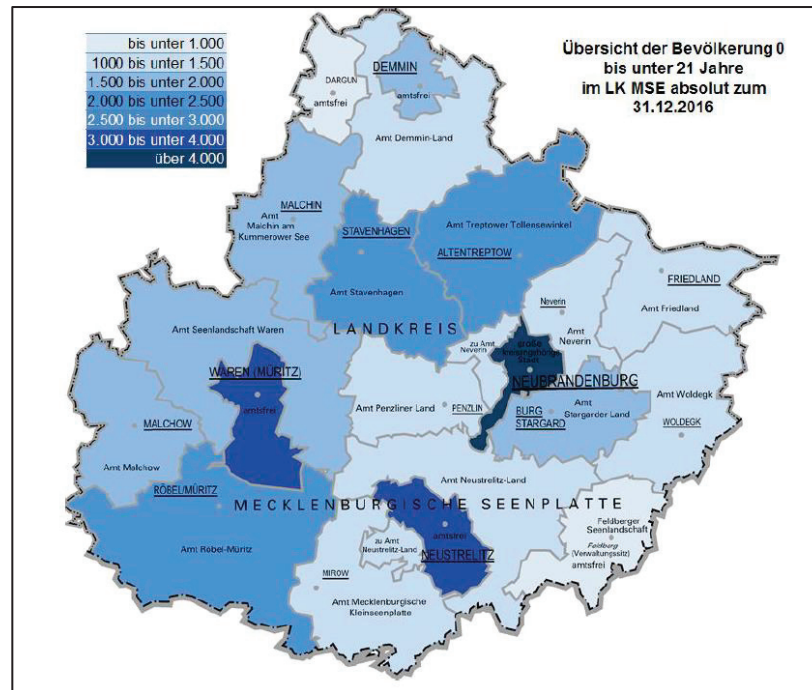 bis unter 1.000
1000 bis unter 1.500
1.500 bis unter 2.000
2.000 bis unter 2.500
2.500 bis unter 3.000
3.000 bis unter 4.000
über 4.000
Übersicht der Bevölkerung 0
bis unter 21 Jahre
im LK MSE absolut zum
31.12.2016
DEMMIN
amtsfrei
DARGUN
amtsfrei
Amt Demmin-Land
MALCHIN
Amt
Malchin am
Kummerower See
STAVENHAGEN
Amt Stavenhagen
Amt Treptower Tollensewinkel
ALTENTREPTOW
FRIEDLAND
Amt Friedland
Neverin
Amt
Neverin
zu Amt
Neverin
Amt Seenlandschaft Waren
LANDKREIS
WAREN (MÜRITZ)
amtsfrei
große
kreisangehörige
Stadt
NEUBRANDENBURG
Amt Penzliner Land
PENZLIN
BURG
STARGARD
Amt
Stargarder Land
Amt Woldegk
WOLDEGK
MALCHOW
Amt Malchow
RÖBEL/MÜRITZ
Amt Röbel-Müritz
Amt Neustrelitz-Land
MECKLENBURGISCHE SEENPLATTE
amtsfrei
NEUSTRELITZ
zu Amt
Neustrelitz-Land
Feldberger
Seenlandschaft
Feldberg
(Verwaltungssitz)
amtsfrei
MIROW
Amt Mecklenburgische
Kleinseenplatte